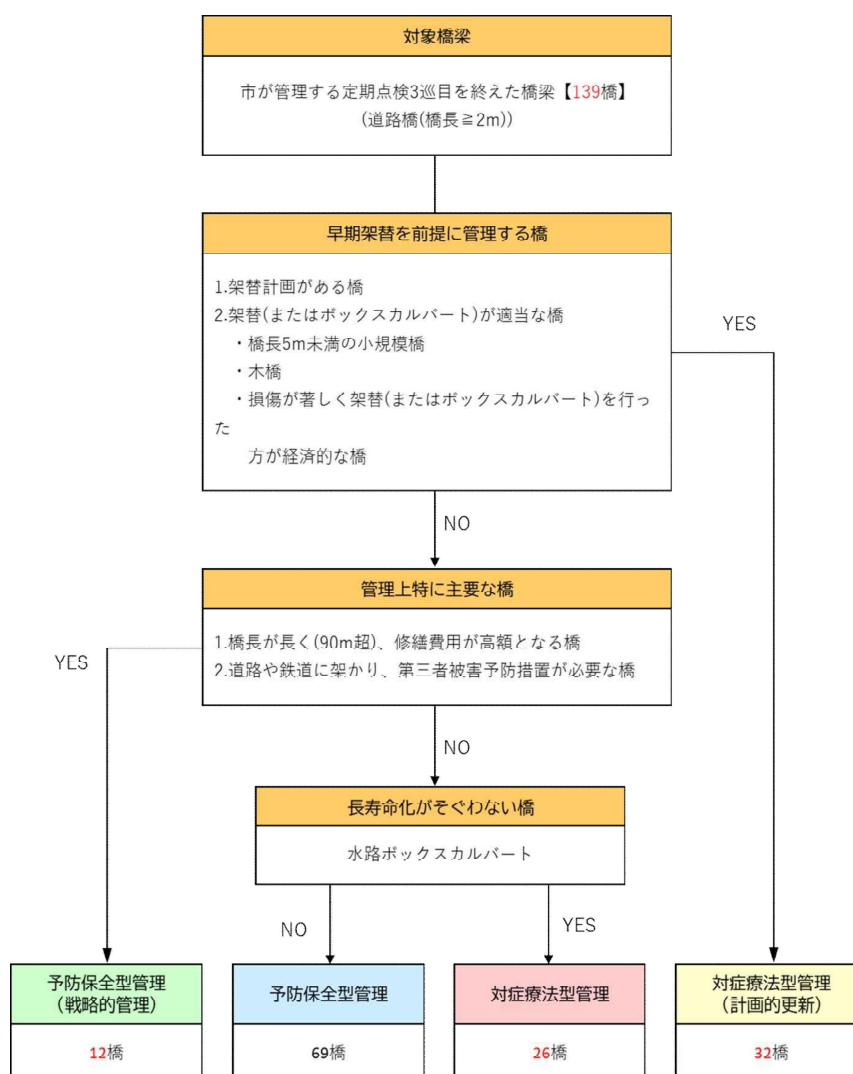 対象橋梁
市が管理する定期点検3巡目を終えた橋梁【139橋】
(道路橋(橋長≧2m))
早期架替を前提に管理する橋
1.架替計画がある橋
2.架替(またはボックスカルバート)が適当な橋
・橋長5m未満の小規模橋
・木橋
・損傷が著しく架替(またはボックスカルバート)を行っ
た
方が経済的な橋
YES
NO
管理上特に主要な橋
1.橋長が長く(90m超)、修繕費用が高額となる橋
2.道路や鉄道に架かり、第三者被害予防措置が必要な橋
YES
NO
長寿命化がそぐわない橋
水路ボックスカルバート
NO
YES
予防保全型管理
(戦略的管理)
12橋
予防保全型管理
69橋
対症療法型管理
26橋
対症療法型管理
(計画的更新)
32橋